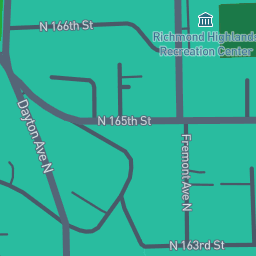 N 166th St
Richmond Highlands
Recreation Center
N 165th St
Dayton Ave N
Fremont Ave N
N 163rd St